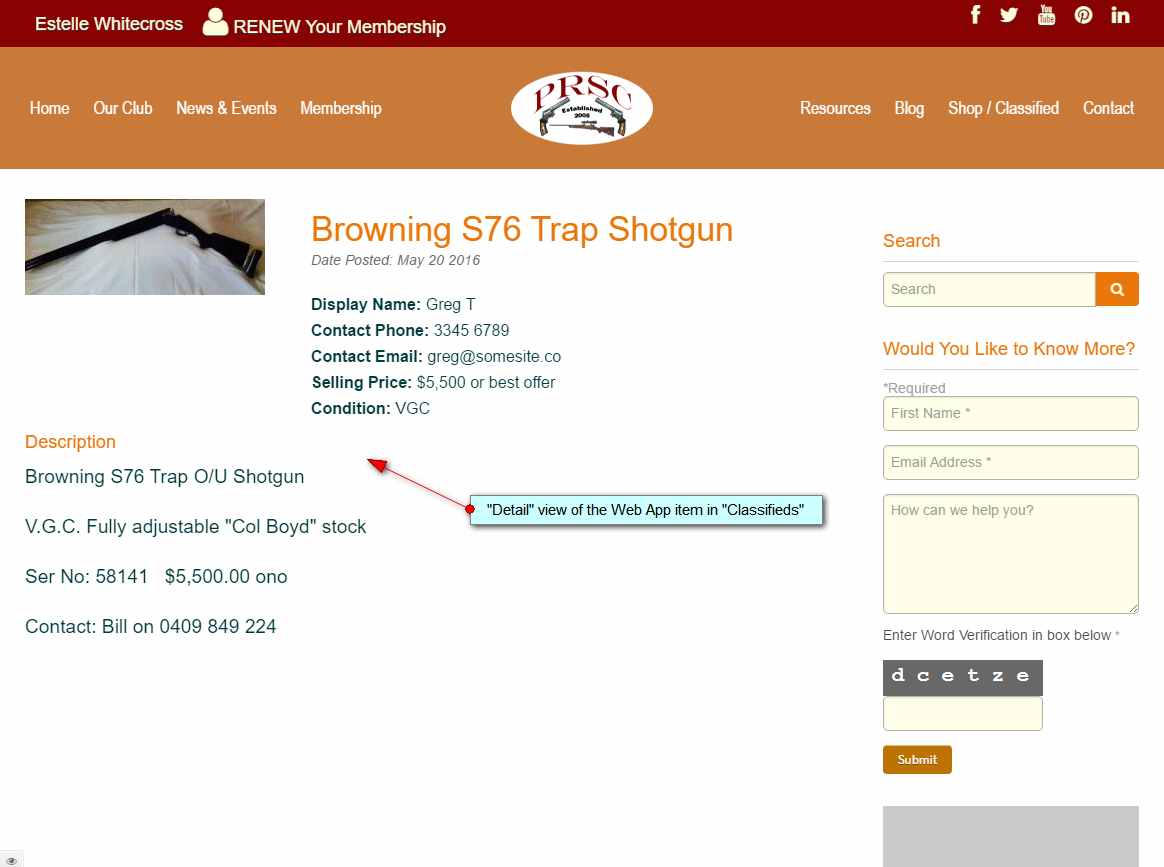 Estelle Whitecross
RENEW Your Membership
Home
Our Club
News & Events
Membership
PRSC
Established
2005
Resources
Blog
Shop / Classified
Contact
Browning S76 Trap Shotgun
Date Posted: May 20 2016
Display Name: Greg T
Contact Phone: 3345 6789
Contact Email: greg@somesite.co
Selling Price: $5,500 or best offer
Condition: VGC
Description
Browning S76 Trap O/U Shotgun
V.G.C. Fully adjustable "Col Boyd" stock
Ser No: 58141   $5,500.00 ono
Contact: Bill on 0409 849 224
"Detail" view of the Web App item in "Classifieds"
Search
Search
Would You Like to Know More?
*Required
First Name *
Email Address *
How can we help you?
Enter Word Verification in box below *
d c e t z e
Submit